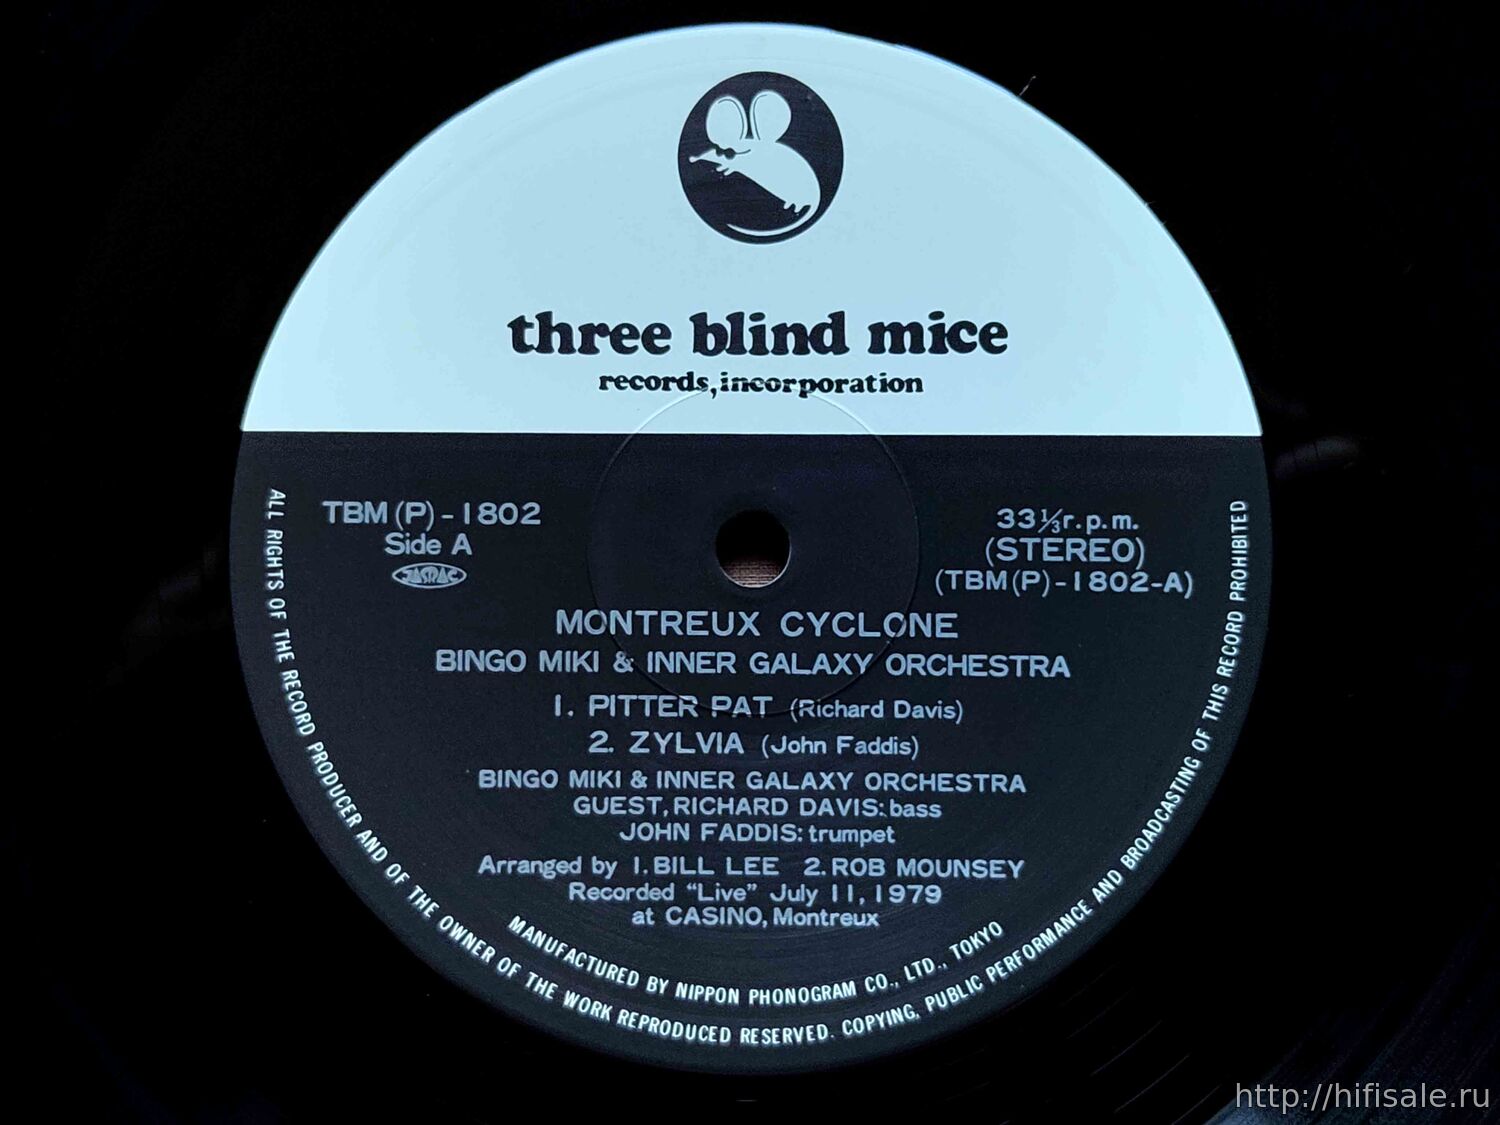 three blind mice
records, incorporation
TBM (P) - 1802
Side A
JASRAC
33 1/3 r.p.m.
(STEREO)
(TBM (P) - 1802-A)
MONTREUX CYCLONE
BINGO MIKI & INNER GALAXY ORCHESTRA
1. PITTER PAT (Richard Davis)
2. ZYLVIA (John Faddis)
BINGO MIKI & INNER GALAXY ORCHESTRA
GUEST, RICHARD DAVIS: bass
JOHN FADDIS: trumpet
Arranged by 1. BILL LEE 2. ROB MOUNSEY
Recorded "Live" July 11, 1979
at CASINO, Montreux
MANUFACTURED BY NIPPON PHONOGRAM CO., LTD., TOKYO
ALL RIGHTS OF THE RECORD PRODUCER AND OF THE OWNER OF THE WORK REPRODUCED RESERVED. COPYING, PUBLIC PERFORMANCE AND BROADCASTING OF THIS RECORD PROHIBITED
http://hifisale.ru